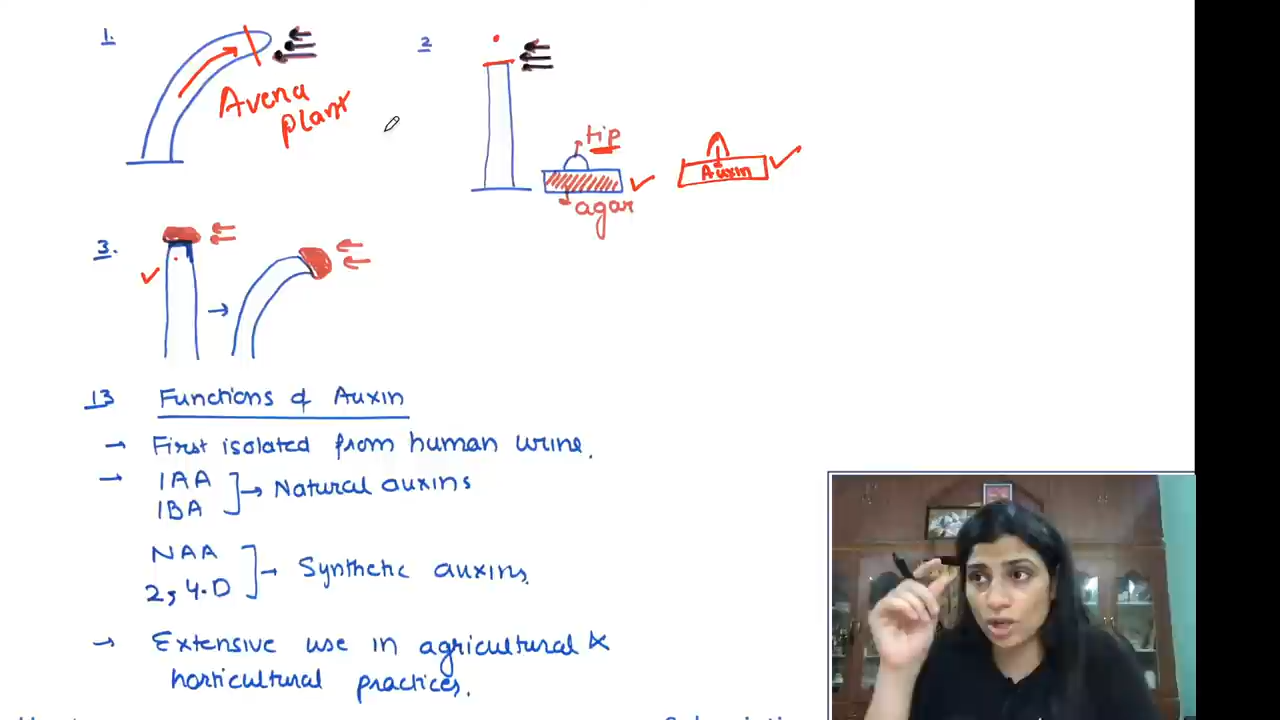 1.
2
Avena
plant
tip
Auxin
agar
3.
13 Functions of Auxin
→ First isolated from human urine.
→ IAA
IBA
→ Natural auxins
NAA
2,4.D
→ Synthetic auxins
→ Extensive use in agricultural &
horticultural practices.